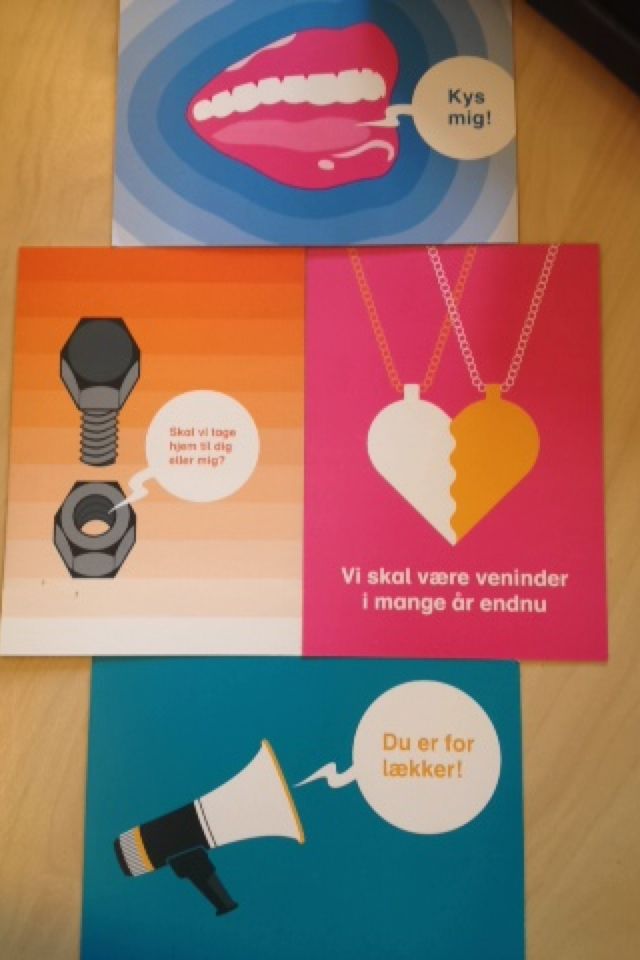 Kys
mig!
Skal vi tage
hjem til dig
eller mig?
Vi skal være veninder
i mange år endnu
Du er for
lækker!